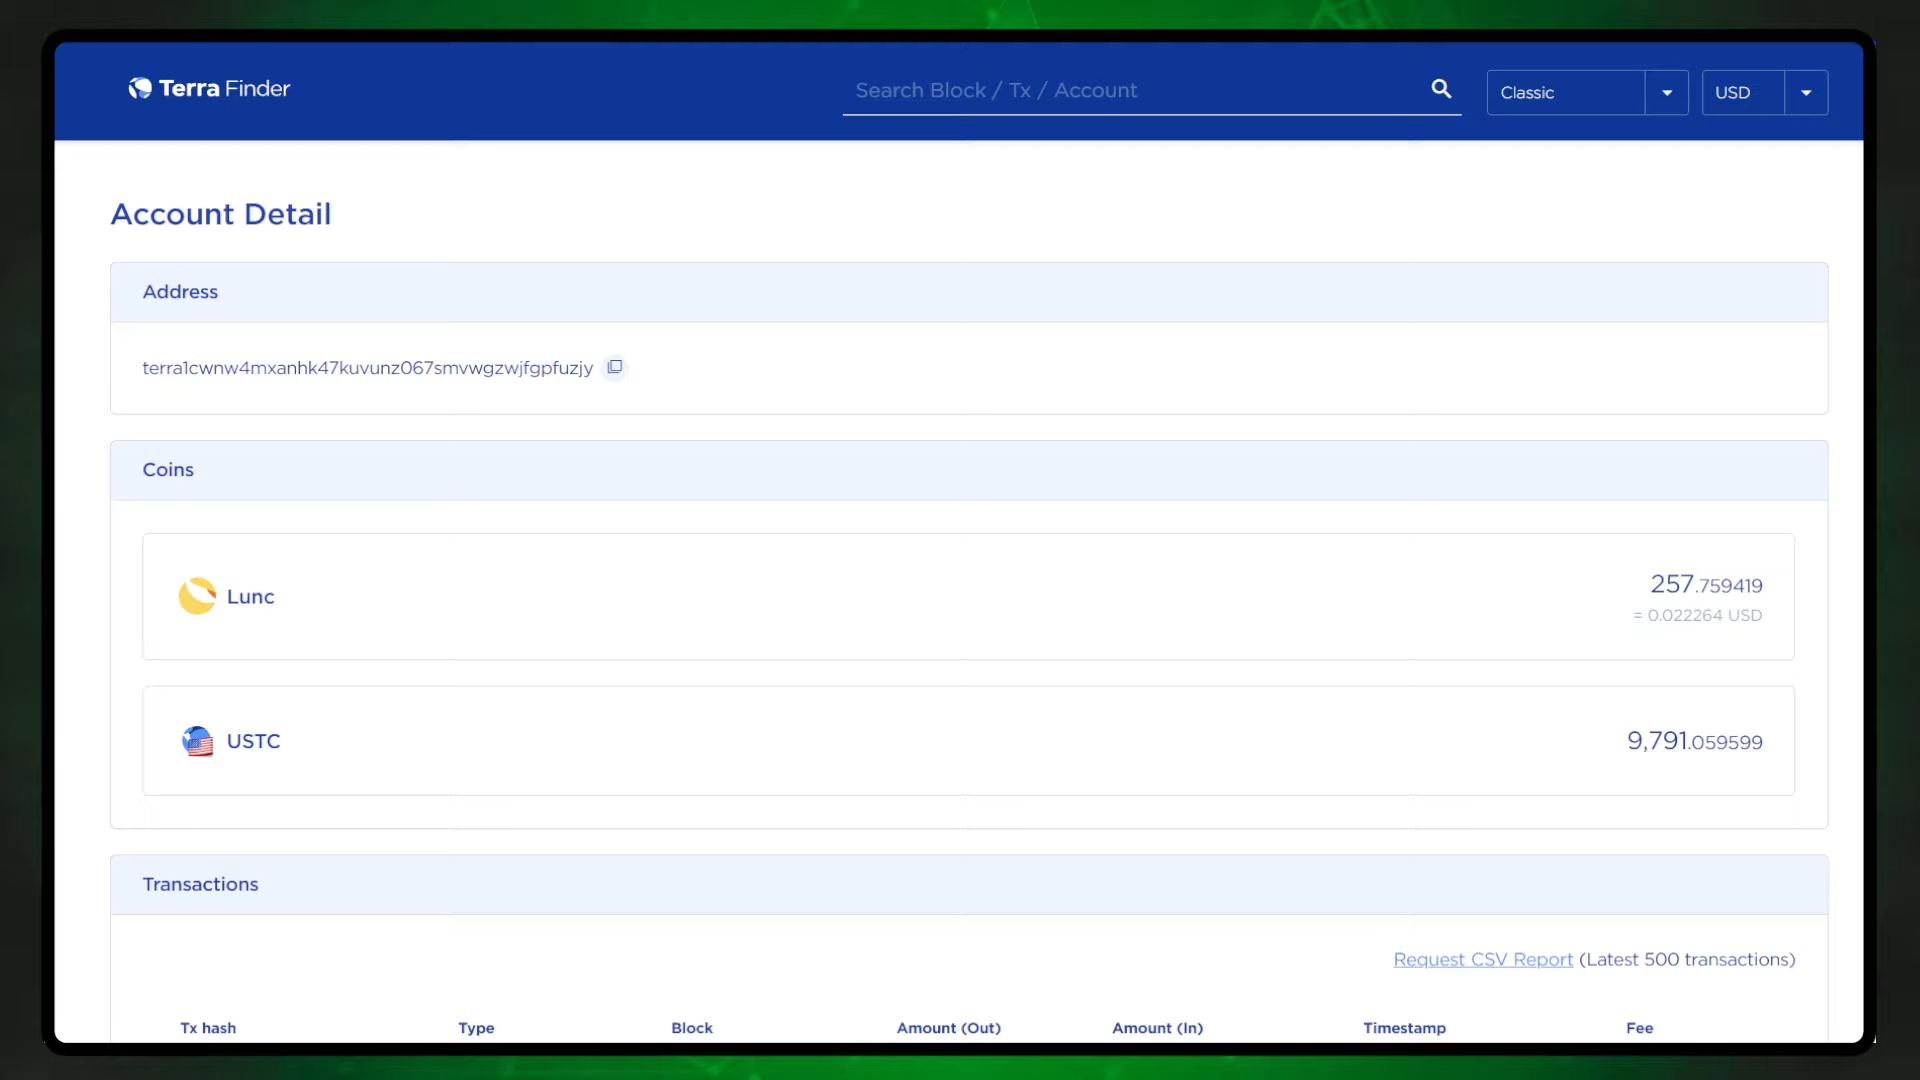 Terra Finder
Search Block / Tx / Account
Classic
USD
Account Detail
Address
terra1cwnw4mxanhk47kuvunz067smvwgzwjfgpfuzjy
Coins
Lunc
257.759419
= 0.022264 USD
USTC
9,791.059599
Transactions
Request CSV Report (Latest 500 transactions)
Tx hash Type Block Amount (Out) Amount (In) Timestamp Fee